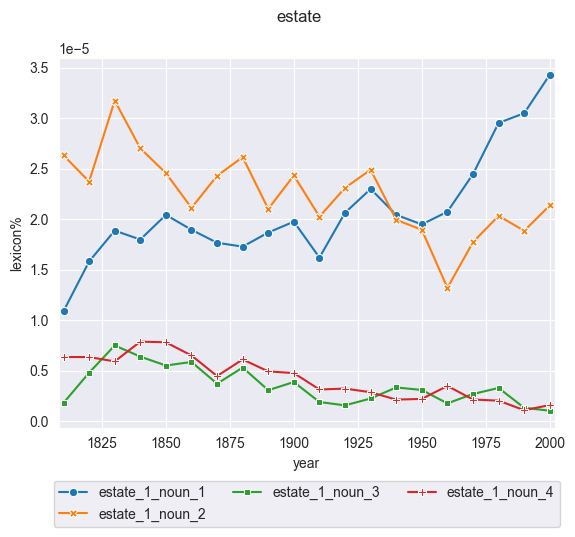 estate
1e−5
3.5
3.0
2.5
2.0
1.5
1.0
0.5
0.0
lexicon%
1825 1850 1875 1900 1925 1950 1975 2000
year
estate_1_noun_1 estate_1_noun_3 estate_1_noun_4
estate_1_noun_2